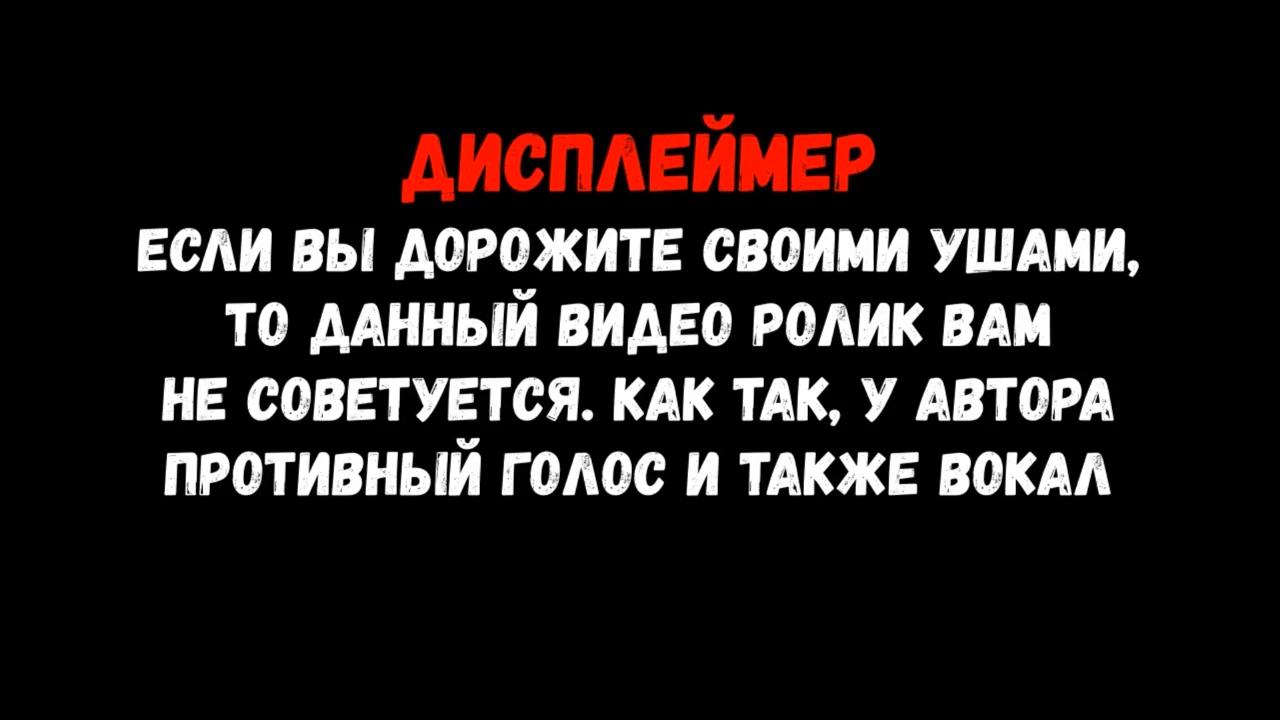 ДИСПЛЕЙМЕР
ЕСЛИ ВЫ ДОРОЖИТЕ СВОИМИ УШАМИ,
ТО ДАННЫЙ ВИДЕО РОЛИК ВАМ
НЕ СОВЕТУЕТСЯ. КАК ТАК, У АВТОРА
ПРОТИВНЫЙ ГОЛОС И ТАКЖЕ ВОКАЛ